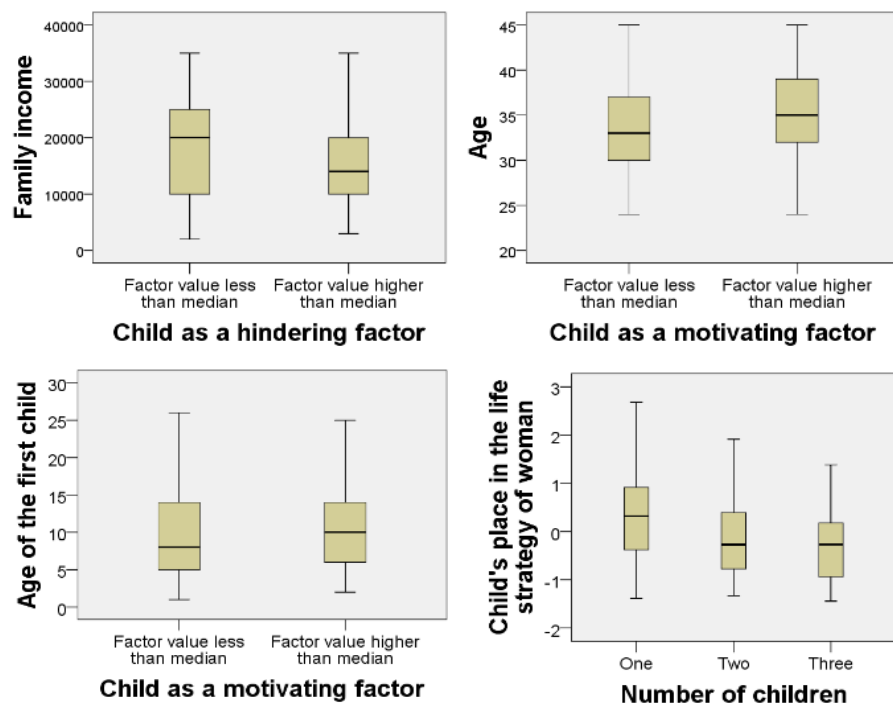 Family income
40000
30000
20000
10000
0
Factor value less
than median
Factor value higher
than median
Child as a hindering factor
Age
45
40
35
30
25
20
Factor value less
than median
Factor value higher
than median
Child as a motivating factor
Age of the first child
30
25
20
15
10
5
0
Factor value less
than median
Factor value higher
than median
Child as a motivating factor
Child's place in the life
strategy of woman
3
2
1
0
-1
-2
One
Two
Three
Number of children